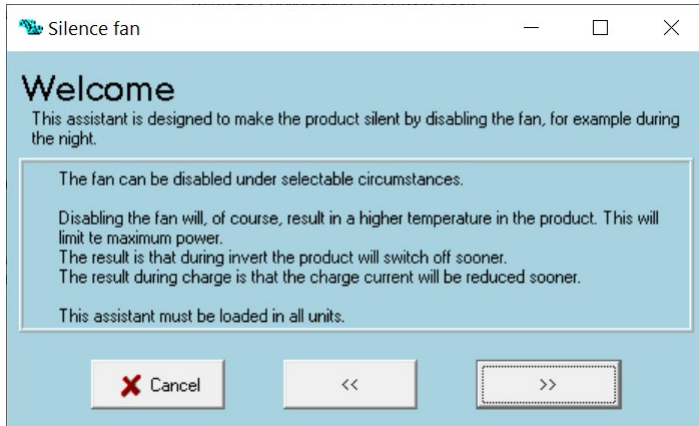 Silence fan
Welcome
This assistant is designed to make the product silent by disabling the fan, for example during
the night.
The fan can be disabled under selectable circumstances.
Disabling the fan will, of course, result in a higher temperature in the product. This will
limit te maximum power.
The result is that during invert the product will switch off sooner.
The result during charge is that the charge current will be reduced sooner.
This assistant must be loaded in all units.
Cancel
<<
>>